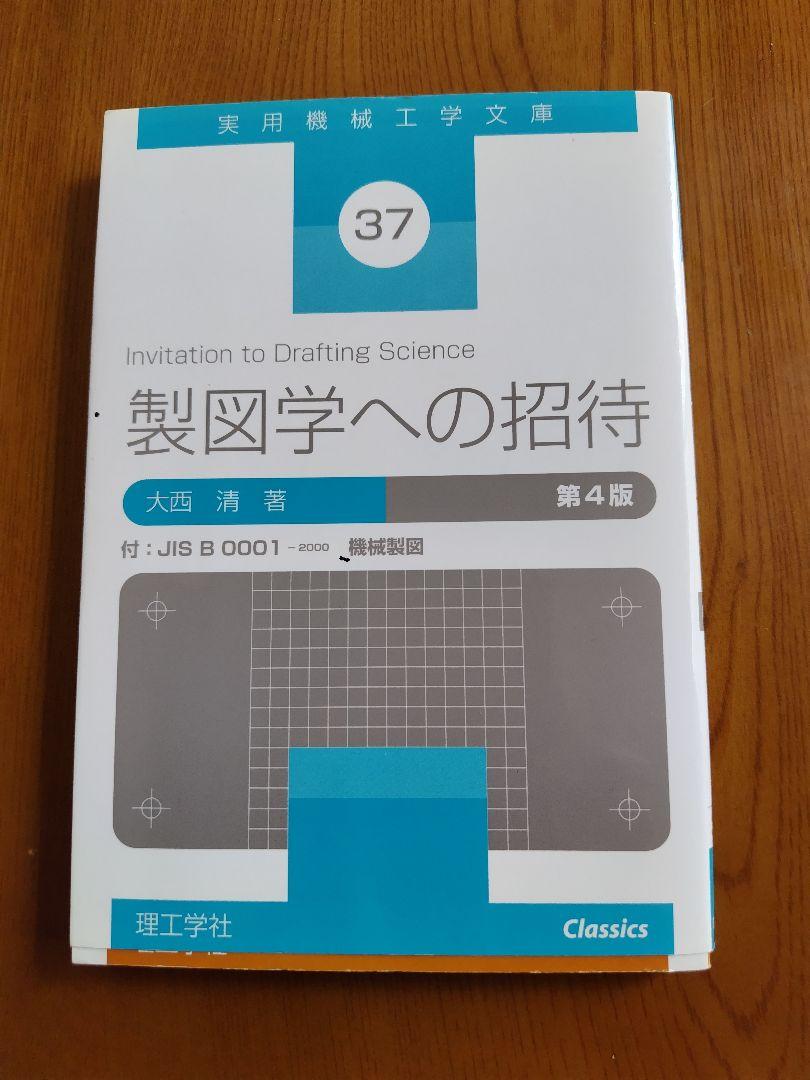 実用機械工学文庫
37
Invitation to Drafting Science
製図学への招待
大西 清 著
第4版
付:JIS B 0001-2000 機械製図
理工学社
Classics